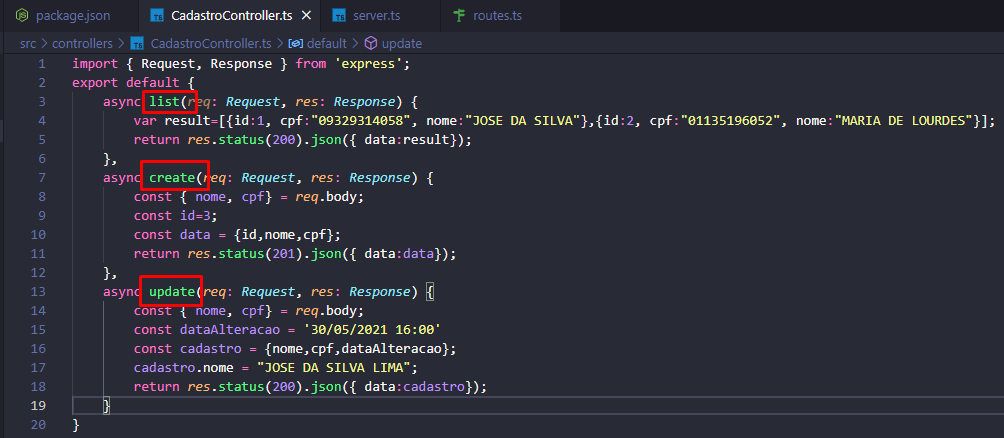 package.json CadastroController.ts server.ts routes.ts
src > controllers > CadastroController.ts > default > update
1 import { Request, Response } from 'express';
2 export default {
3 async list(req: Request, res: Response) {
4 var result=[{id:1, cpf:"09329314058", nome:"JOSE DA SILVA"},{id:2, cpf:"01135196052", nome:"MARIA DE LOURDES"}];
5 return res.status(200).json({ data:result});
6 },
7 async create(req: Request, res: Response) {
8 const { nome, cpf} = req.body;
9 const id=3;
10 const data = {id,nome,cpf};
11 return res.status(201).json({ data:data});
12 },
13 async update(req: Request, res: Response) {
14 const { nome, cpf} = req.body;
15 const dataAlteracao = '30/05/2021 16:00'
16 const cadastro = {nome,cpf,dataAlteracao};
17 cadastro.nome = "JOSE DA SILVA LIMA";
18 return res.status(200).json({ data:cadastro});
19 }
20 }